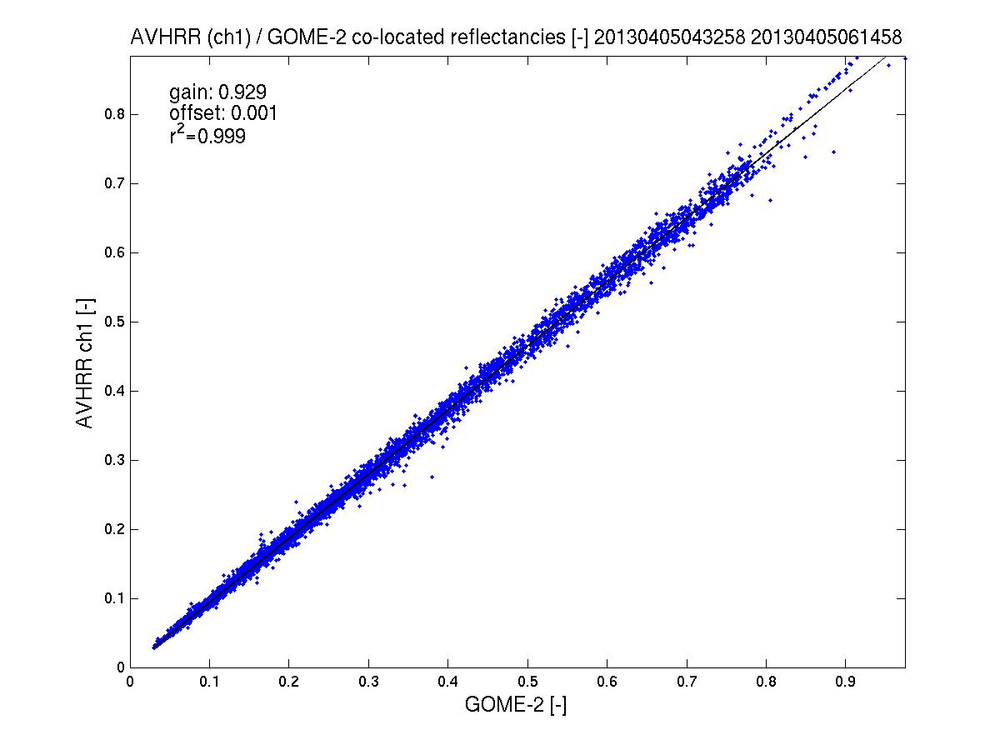 AVHRR (ch1) / GOME-2 co-located reflectancies [-] 20130405043258 20130405061458
gain: 0.929
offset: 0.001
r²=0.999
AVHRR ch1 [-]
0.8
0.7
0.6
0.5
0.4
0.3
0.2
0.1
0
0 0.1 0.2 0.3 0.4 0.5 0.6 0.7 0.8 0.9
GOME-2 [-]